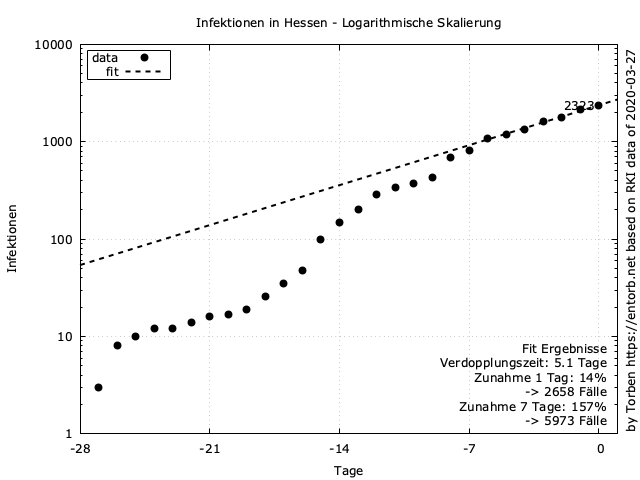 Infektionen in Hessen - Logarithmische Skalierung
10000
1000
100
10
1
-28
-21
-14
-7
0
Tage
Infektionen
data
fit
2323
Fit Ergebnisse
Verdopplungszeit: 5.1 Tage
Zunahme 1 Tag: 14%
-> 2658 Fälle
Zunahme 7 Tage: 157%
-> 5973 Fälle
by Torben https://entorb.net based on RKI data of 2020-03-27